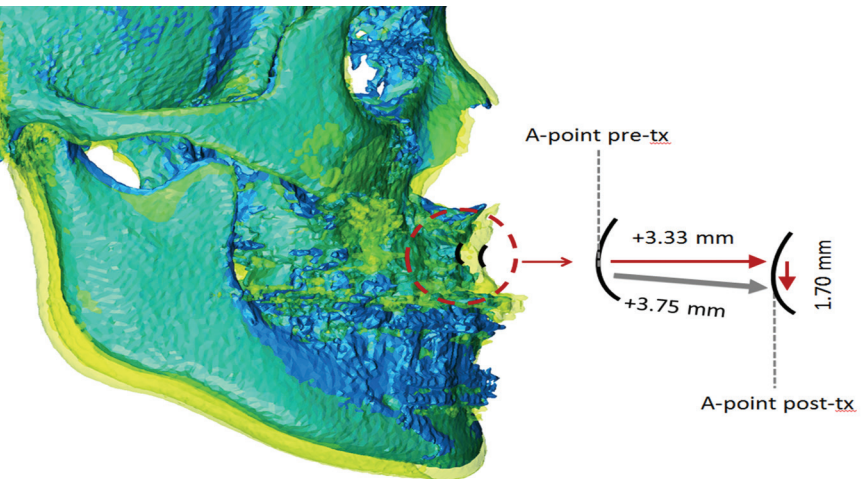 A-point pre-tx
+3.33 mm
+3.75 mm
1.70 mm
A-point post-tx